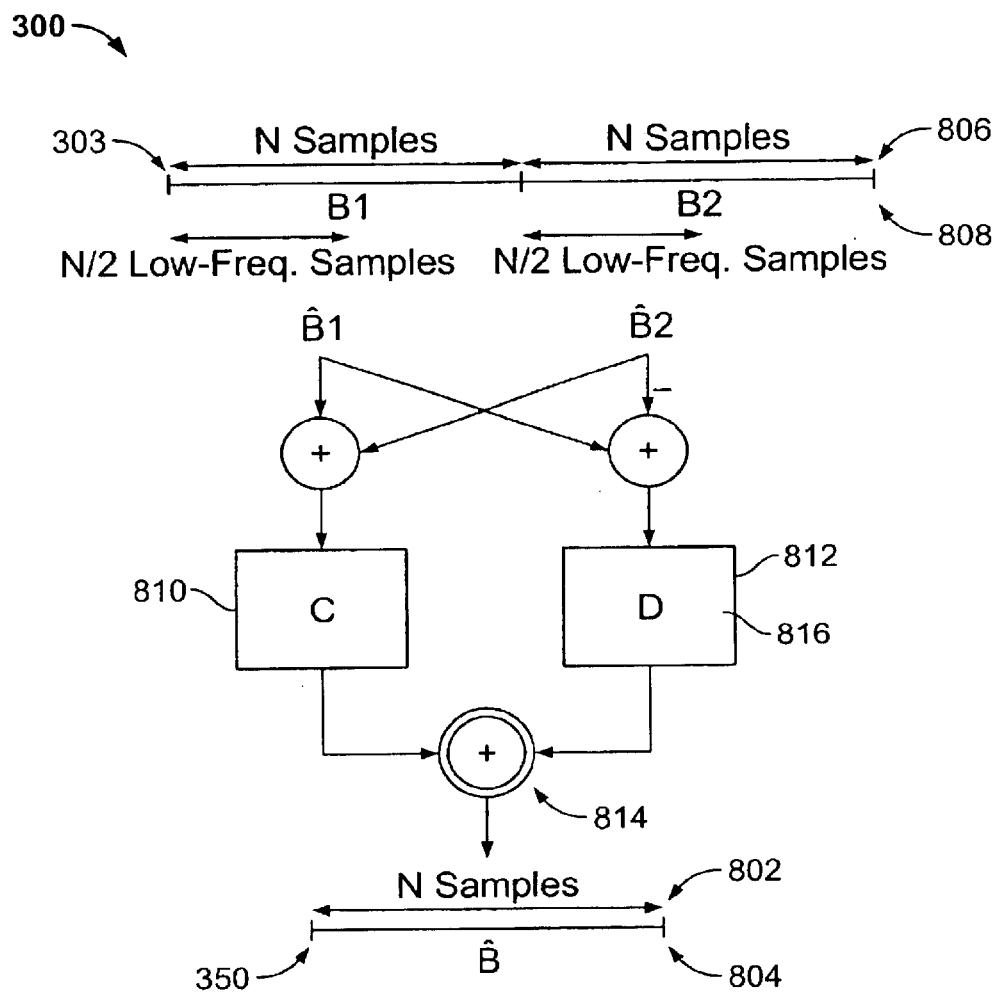 300
303
N Samples
N Samples
806
B1
B2
808
N/2 Low-Freq. Samples
N/2 Low-Freq. Samples
B̂1
B̂2
−
+
+
810
C
D
812
816
+
814
N Samples
802
350
B̂
804